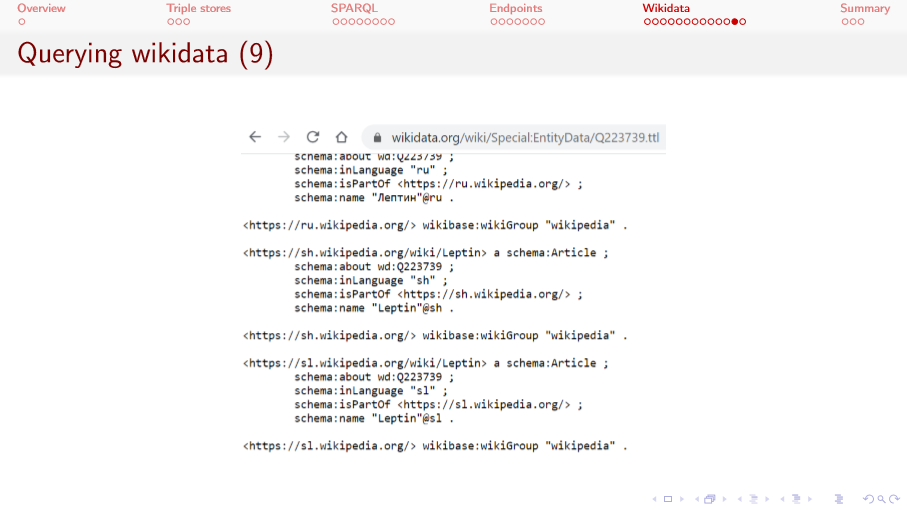 Overview Triple stores SPARQL Endpoints Wikidata Summary
Querying wikidata (9)
wikidata.org/wiki/Special:EntityData/Q223739.ttl
schema:about wd:Q223739 ;
schema:inLanguage "ru" ;
schema:isPartOf <https://ru.wikipedia.org/> ;
schema:name "Лептин"@ru .
<https://ru.wikipedia.org/> wikibase:wikiGroup "wikipedia" .
<https://sh.wikipedia.org/wiki/Leptin> a schema:Article ;
schema:about wd:Q223739 ;
schema:inLanguage "sh" ;
schema:isPartOf <https://sh.wikipedia.org/> ;
schema:name "Leptin"@sh .
<https://sh.wikipedia.org/> wikibase:wikiGroup "wikipedia" .
<https://sl.wikipedia.org/wiki/Leptin> a schema:Article ;
schema:about wd:Q223739 ;
schema:inLanguage "sl" ;
schema:isPartOf <https://sl.wikipedia.org/> ;
schema:name "Leptin"@sl .
<https://sl.wikipedia.org/> wikibase:wikiGroup "wikipedia" .